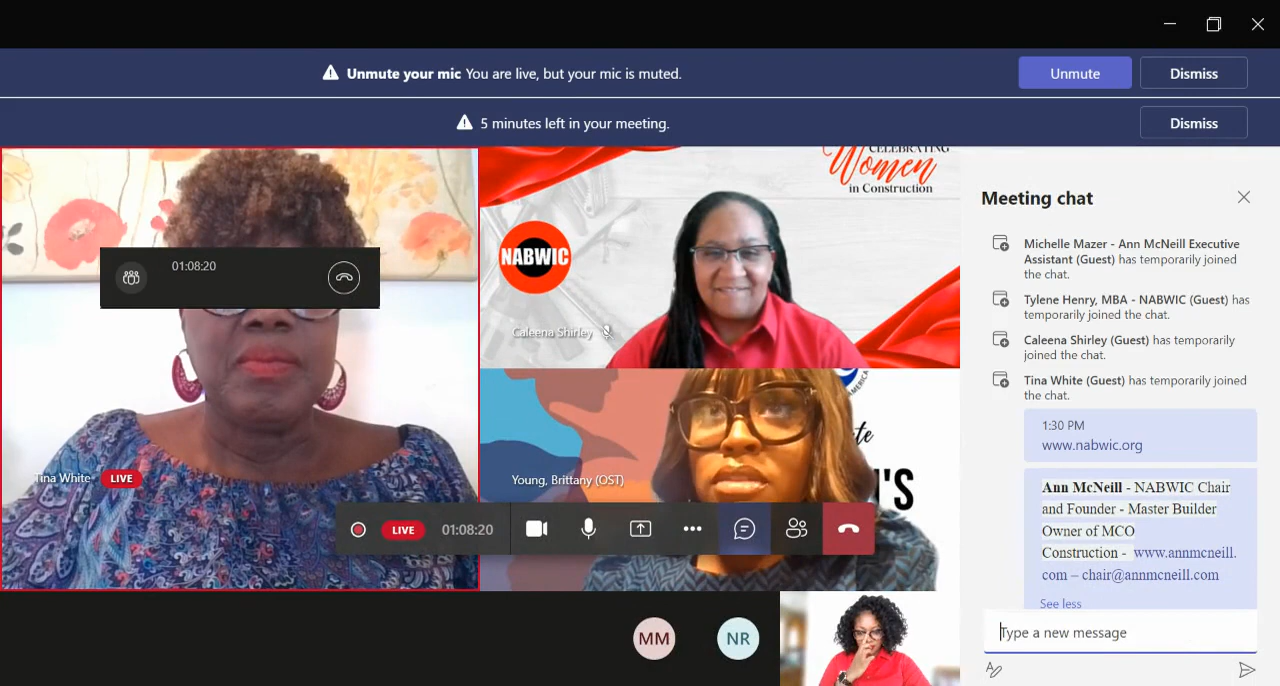 Unmute your mic You are live, but your mic is muted.
Unmute
Dismiss
5 minutes left in your meeting.
Dismiss
01:08:20
Tina White
LIVE
CELEBRATING
Women
in Construction
NABWIC
Caleena Shirley
AMERICA
Young, Brittany (OST)
'S
LIVE
01:08:20
MM
NR
Meeting chat
Michelle Mazer - Ann McNeill Executive
Assistant (Guest) has temporarily joined
the chat.
Tylene Henry, MBA - NABWIC (Guest) has
temporarily joined the chat.
Caleena Shirley (Guest) has temporarily
joined the chat.
Tina White (Guest) has temporarily joined
the chat.
1:30 PM
www.nabwic.org
Ann McNeill - NABWIC Chair
and Founder - Master Builder
Owner of MCO
Construction - www.annmcneill.
com – chair@annmcneill.com
See less
Type a new message